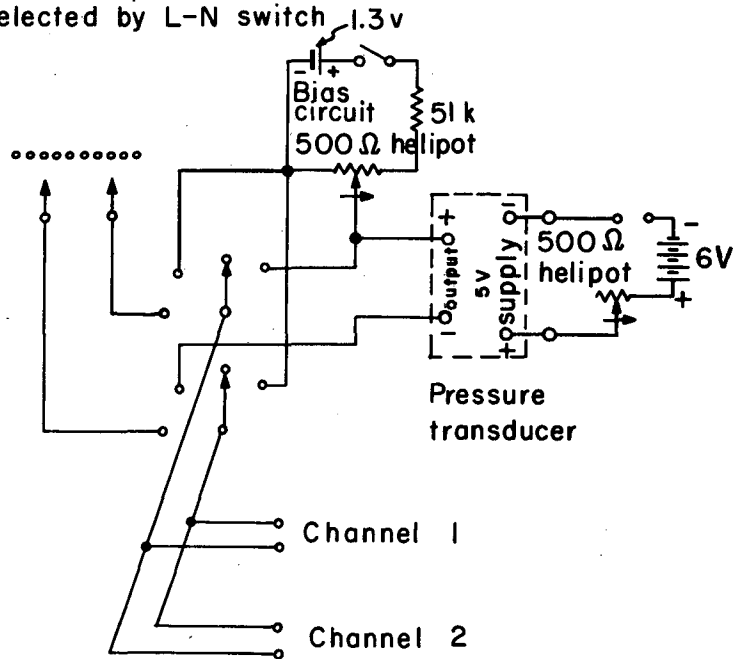 elected by L-N switch
1.3v
- +
Bias
circuit
51k
500 Ω helipot
+ -
500 Ω
helipot
-
6V
+
output
5V
supply
- +
Pressure
transducer
Channel 1
Channel 2